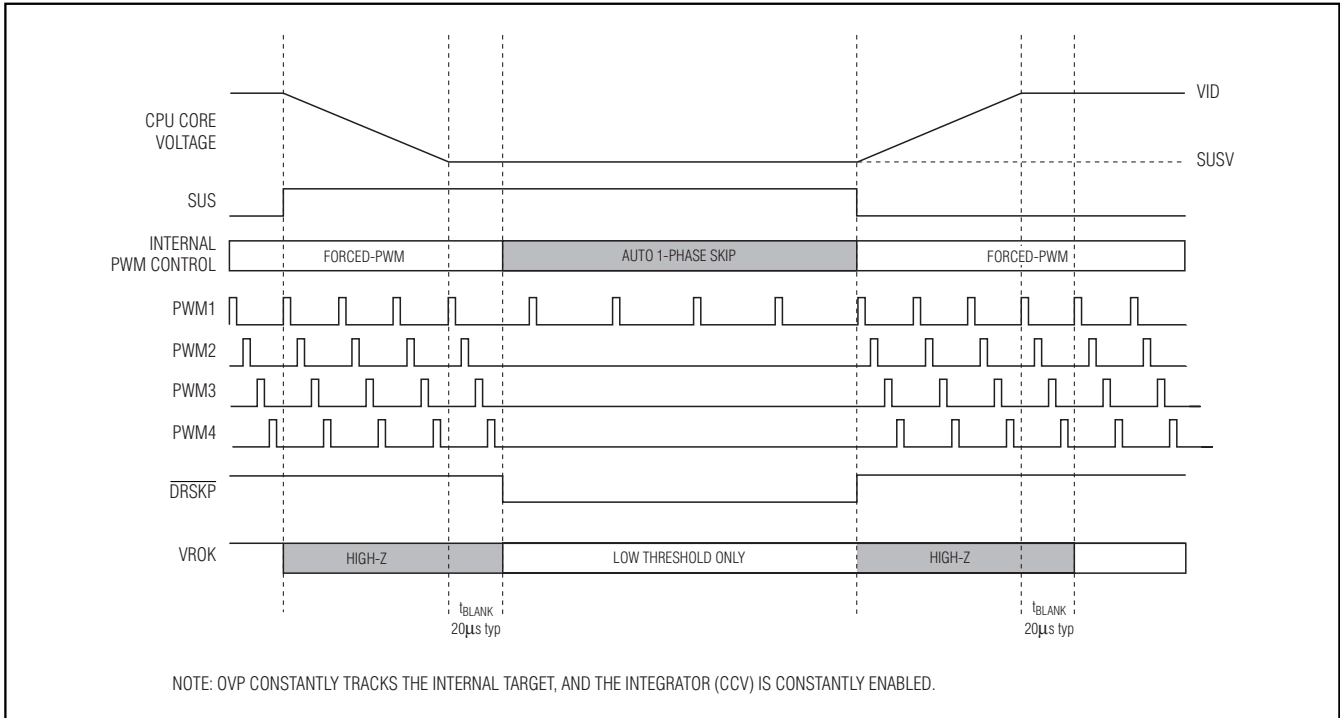 VID
CPU CORE
VOLTAGE
SUSV
SUS
INTERNAL
PWM CONTROL
FORCED-PWM
AUTO 1-PHASE SKIP
FORCED-PWM
PWM1
PWM2
PWM3
PWM4
DRSKP
VROK
HIGH-Z
LOW THRESHOLD ONLY
HIGH-Z
tBLANK
20µs typ
tBLANK
20µs typ
NOTE: OVP CONSTANTLY TRACKS THE INTERNAL TARGET, AND THE INTEGRATOR (CCV) IS CONSTANTLY ENABLED.